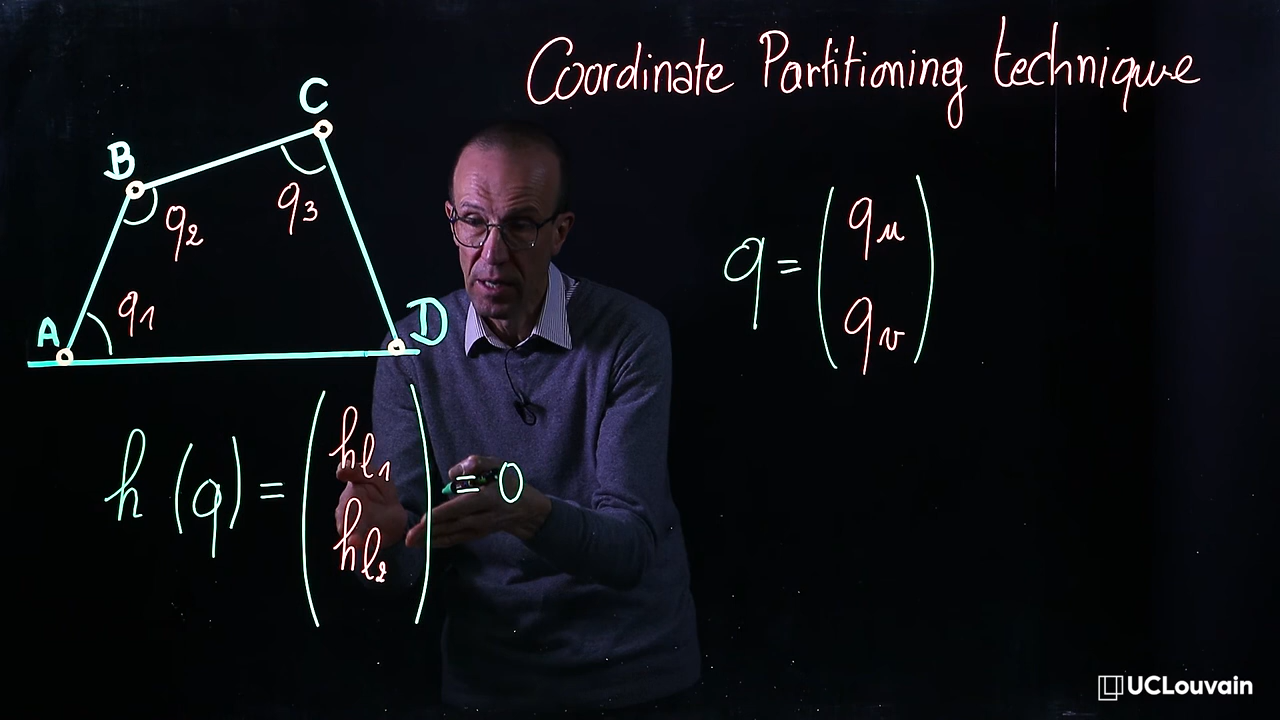 Coordinate Partitioning technique
C
B
q2
q3
A
q1
D
q = (qu
qv)
h (q) = (hl1
hl2) = 0
UCLouvain